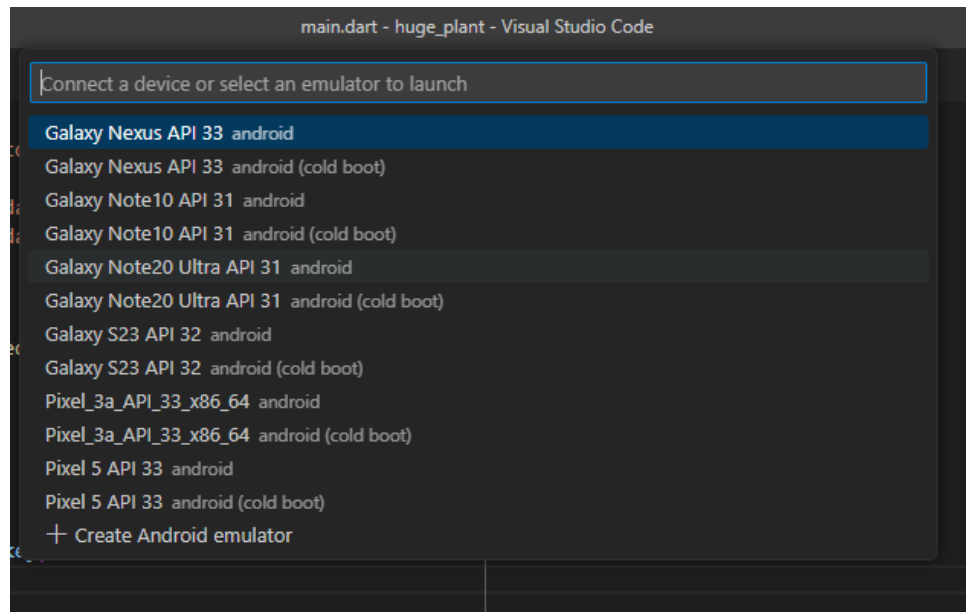 main.dart - huge_plant - Visual Studio Code
Connect a device or select an emulator to launch
Galaxy Nexus API 33 android
Galaxy Nexus API 33 android (cold boot)
Galaxy Note10 API 31 android
Galaxy Note10 API 31 android (cold boot)
Galaxy Note20 Ultra API 31 android
Galaxy Note20 Ultra API 31 android (cold boot)
Galaxy S23 API 32 android
Galaxy S23 API 32 android (cold boot)
Pixel_3a_API_33_x86_64 android
Pixel_3a_API_33_x86_64 android (cold boot)
Pixel 5 API 33 android
Pixel 5 API 33 android (cold boot)
+ Create Android emulator